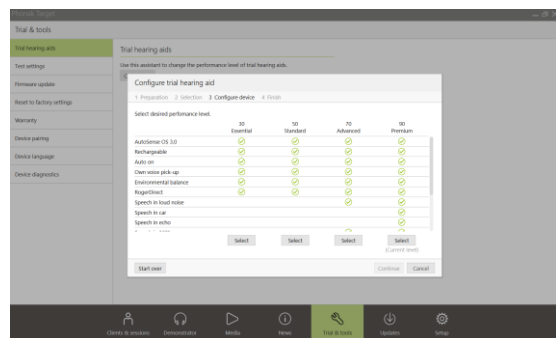 Phonak Target
Trial & tools
Trial hearing aids
Test settings
Firmware update
Reset to factory settings
Warranty
Device pairing
Device language
Device diagnostics
Trial hearing aids
Use this assistant to change the performance level of trial hearing aids.
Configure trial hearing aid
1 Preparation 2 Selection 3 Configure device 4 Finish
Select desired perfomance level.
30 50 70 90
Essential Standard Advanced Premium
AutoSense OS 3.0
Rechargeable
Auto on
Own voice pick-up
Environmental balance
RogerDirect
Speech in loud noise
Speech in car
Speech in echo
Select Select Select Select
(Current level)
Start over Continue Cancel
Clients & sessions Demonstrator Media News Trial & tools Updates Setup